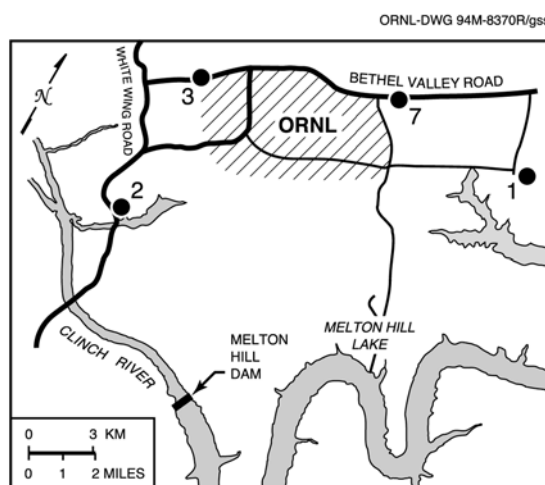 ORNL-DWG 94M-8370R/gss
N
WHITE WING ROAD
3
BETHEL VALLEY ROAD
7
ORNL
1
2
CLINCH RIVER
MELTON
HILL
DAM
MELTON HILL
LAKE
0 3 KM
0 1 2 MILES